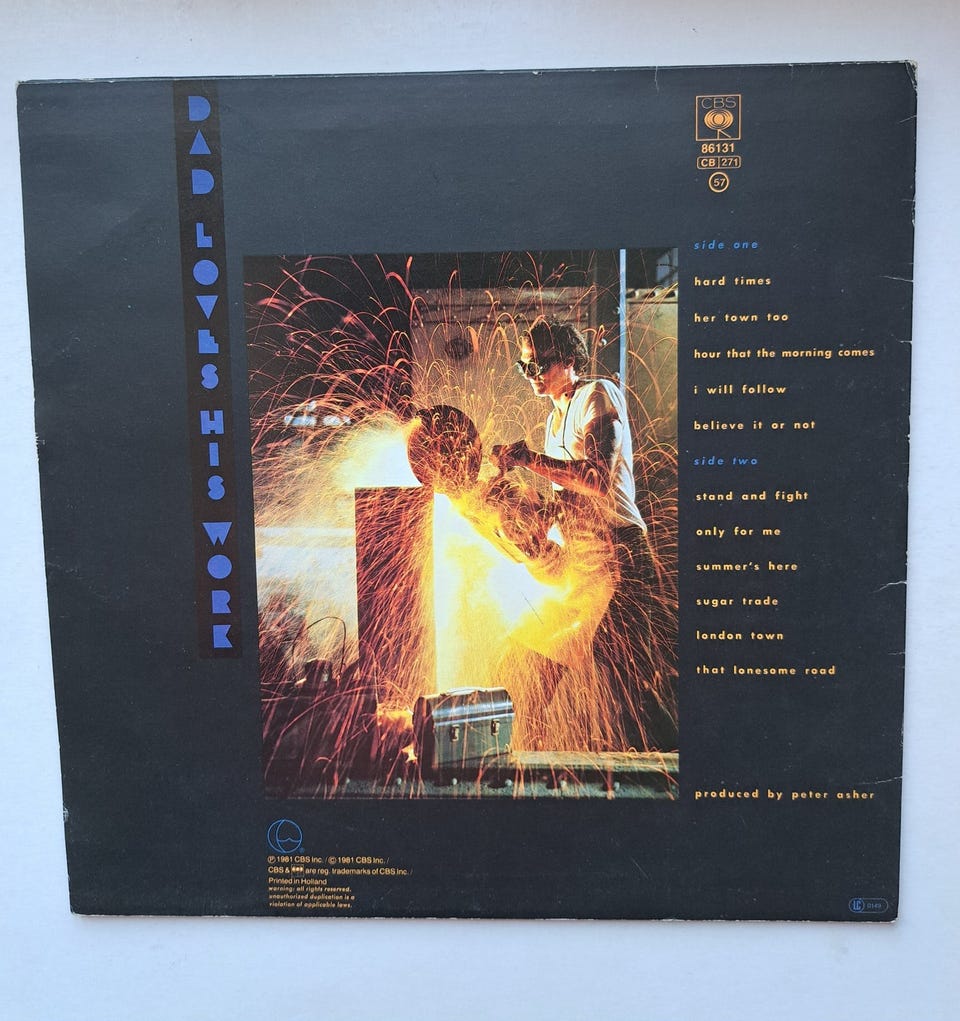 DAD LOVES HIS WORK
CBS
86131
CB 271
57
side one
hard times
her town too
hour that the morning comes
i will follow
believe it or not
side two
stand and fight
only for me
summer's here
sugar trade
london town
that lonesome road
produced by peter asher
℗ 1981 CBS Inc. / © 1981 CBS Inc. /
CBS & are reg. trademarks of CBS Inc. /
Printed in Holland
warning: all rights reserved.
unauthorized duplication is a
violation of applicable laws.
LC 0149